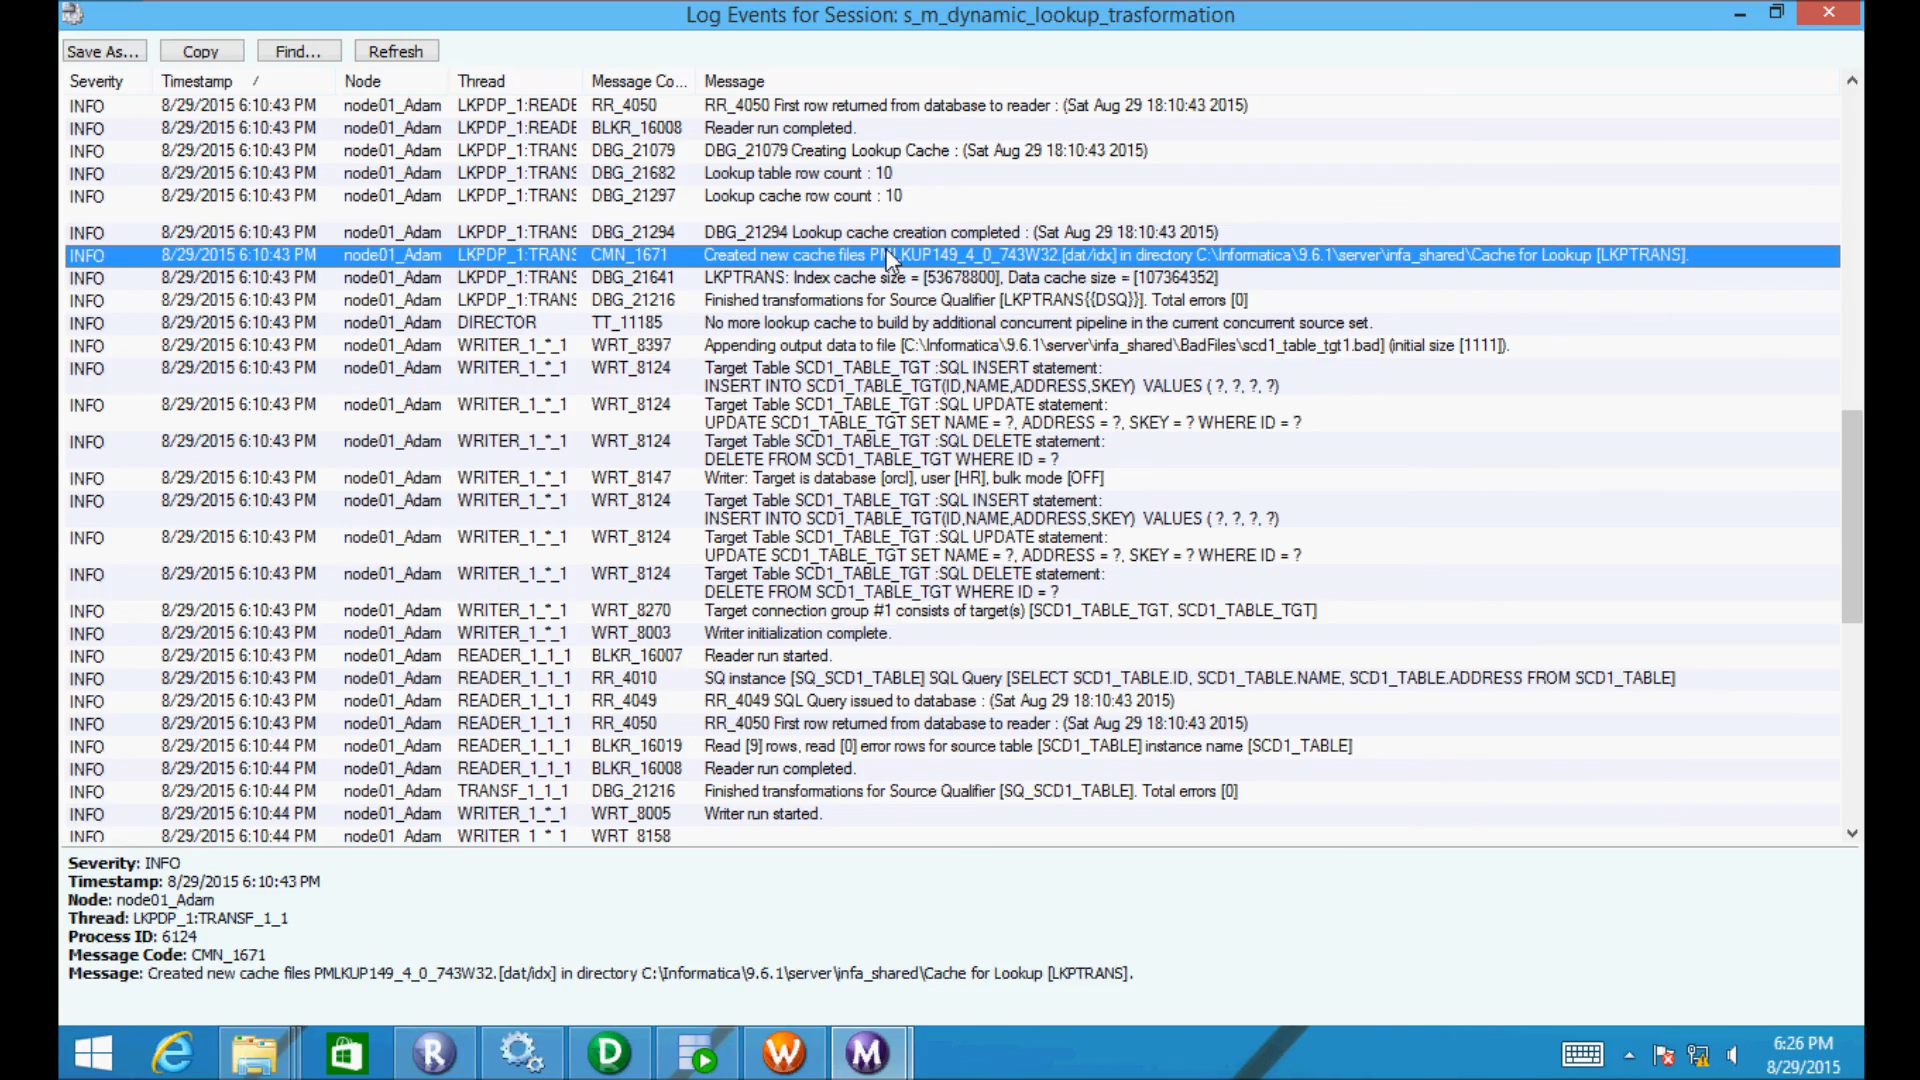 Log Events for Session: s_m_dynamic_lookup_trasformation
Save As... Copy Find... Refresh
Severity Timestamp / Node Thread Message Co... Message
INFO 8/29/2015 6:10:43 PM node01_Adam LKPDP_1:READE RR_4050 RR_4050 First row returned from database to reader : (Sat Aug 29 18:10:43 2015)
INFO 8/29/2015 6:10:43 PM node01_Adam LKPDP_1:READE BLKR_16008 Reader run completed.
INFO 8/29/2015 6:10:43 PM node01_Adam LKPDP_1:TRANS DBG_21079 DBG_21079 Creating Lookup Cache : (Sat Aug 29 18:10:43 2015)
INFO 8/29/2015 6:10:43 PM node01_Adam LKPDP_1:TRANS DBG_21682 Lookup table row count : 10
INFO 8/29/2015 6:10:43 PM node01_Adam LKPDP_1:TRANS DBG_21297 Lookup cache row count : 10
INFO 8/29/2015 6:10:43 PM node01_Adam LKPDP_1:TRANS DBG_21294 DBG_21294 Lookup cache creation completed : (Sat Aug 29 18:10:43 2015)
INFO 8/29/2015 6:10:43 PM node01_Adam LKPDP_1:TRANS CMN_1671 Created new cache files PMLKUP149_4_0_743W32.[dat/idx] in directory C:\Informatica\9.6.1\server\infa_shared\Cache for Lookup [LKPTRANS].
INFO 8/29/2015 6:10:43 PM node01_Adam LKPDP_1:TRANS DBG_21641 LKPTRANS: Index cache size = [53678800], Data cache size = [107364352]
INFO 8/29/2015 6:10:43 PM node01_Adam LKPDP_1:TRANS DBG_21216 Finished transformations for Source Qualifier [LKPTRANS{{DSQ}}]. Total errors [0]
INFO 8/29/2015 6:10:43 PM node01_Adam DIRECTOR TT_11185 No more lookup cache to build by additional concurrent pipeline in the current concurrent source set.
INFO 8/29/2015 6:10:43 PM node01_Adam WRITER_1_*_1 WRT_8397 Appending output data to file [C:\Informatica\9.6.1\server\infa_shared\BadFiles\scd1_table_tgt1.bad] (initial size [1111]).
INFO 8/29/2015 6:10:43 PM node01_Adam WRITER_1_*_1 WRT_8124 Target Table SCD1_TABLE_TGT :SQL INSERT statement:
INSERT INTO SCD1_TABLE_TGT(ID,NAME,ADDRESS,SKEY) VALUES ( ?, ?, ?, ?)
INFO 8/29/2015 6:10:43 PM node01_Adam WRITER_1_*_1 WRT_8124 Target Table SCD1_TABLE_TGT :SQL UPDATE statement:
UPDATE SCD1_TABLE_TGT SET NAME = ?, ADDRESS = ?, SKEY = ? WHERE ID = ?
INFO 8/29/2015 6:10:43 PM node01_Adam WRITER_1_*_1 WRT_8124 Target Table SCD1_TABLE_TGT :SQL DELETE statement:
DELETE FROM SCD1_TABLE_TGT WHERE ID = ?
INFO 8/29/2015 6:10:43 PM node01_Adam WRITER_1_*_1 WRT_8147 Writer: Target is database [orcl], user [HR], bulk mode [OFF]
INFO 8/29/2015 6:10:43 PM node01_Adam WRITER_1_*_1 WRT_8124 Target Table SCD1_TABLE_TGT :SQL INSERT statement:
INSERT INTO SCD1_TABLE_TGT(ID,NAME,ADDRESS,SKEY) VALUES ( ?, ?, ?, ?)
INFO 8/29/2015 6:10:43 PM node01_Adam WRITER_1_*_1 WRT_8124 Target Table SCD1_TABLE_TGT :SQL UPDATE statement:
UPDATE SCD1_TABLE_TGT SET NAME = ?, ADDRESS = ?, SKEY = ? WHERE ID = ?
INFO 8/29/2015 6:10:43 PM node01_Adam WRITER_1_*_1 WRT_8124 Target Table SCD1_TABLE_TGT :SQL DELETE statement:
DELETE FROM SCD1_TABLE_TGT WHERE ID = ?
INFO 8/29/2015 6:10:43 PM node01_Adam WRITER_1_*_1 WRT_8270 Target connection group #1 consists of target(s) [SCD1_TABLE_TGT, SCD1_TABLE_TGT]
INFO 8/29/2015 6:10:43 PM node01_Adam WRITER_1_*_1 WRT_8003 Writer initialization complete.
INFO 8/29/2015 6:10:43 PM node01_Adam READER_1_1_1 BLKR_16007 Reader run started.
INFO 8/29/2015 6:10:43 PM node01_Adam READER_1_1_1 RR_4010 SQ instance [SQ_SCD1_TABLE] SQL Query [SELECT SCD1_TABLE.ID, SCD1_TABLE.NAME, SCD1_TABLE.ADDRESS FROM SCD1_TABLE]
INFO 8/29/2015 6:10:43 PM node01_Adam READER_1_1_1 RR_4049 RR_4049 SQL Query issued to database : (Sat Aug 29 18:10:43 2015)
INFO 8/29/2015 6:10:43 PM node01_Adam READER_1_1_1 RR_4050 RR_4050 First row returned from database to reader : (Sat Aug 29 18:10:43 2015)
INFO 8/29/2015 6:10:44 PM node01_Adam READER_1_1_1 BLKR_16019 Read [9] rows, read [0] error rows for source table [SCD1_TABLE] instance name [SCD1_TABLE]
INFO 8/29/2015 6:10:44 PM node01_Adam READER_1_1_1 BLKR_16008 Reader run completed.
INFO 8/29/2015 6:10:44 PM node01_Adam TRANSF_1_1_1 DBG_21216 Finished transformations for Source Qualifier [SQ_SCD1_TABLE]. Total errors [0]
INFO 8/29/2015 6:10:44 PM node01_Adam WRITER_1_*_1 WRT_8005 Writer run started.
INFO 8/29/2015 6:10:44 PM node01_Adam WRITER_1_*_1 WRT_8158
Severity: INFO
Timestamp: 8/29/2015 6:10:43 PM
Node: node01_Adam
Thread: LKPDP_1:TRANSF_1_1
Process ID: 6124
Message Code: CMN_1671
Message: Created new cache files PMLKUP149_4_0_743W32.[dat/idx] in directory C:\Informatica\9.6.1\server\infa_shared\Cache for Lookup [LKPTRANS].
R D W M
6:26 PM
8/29/2015